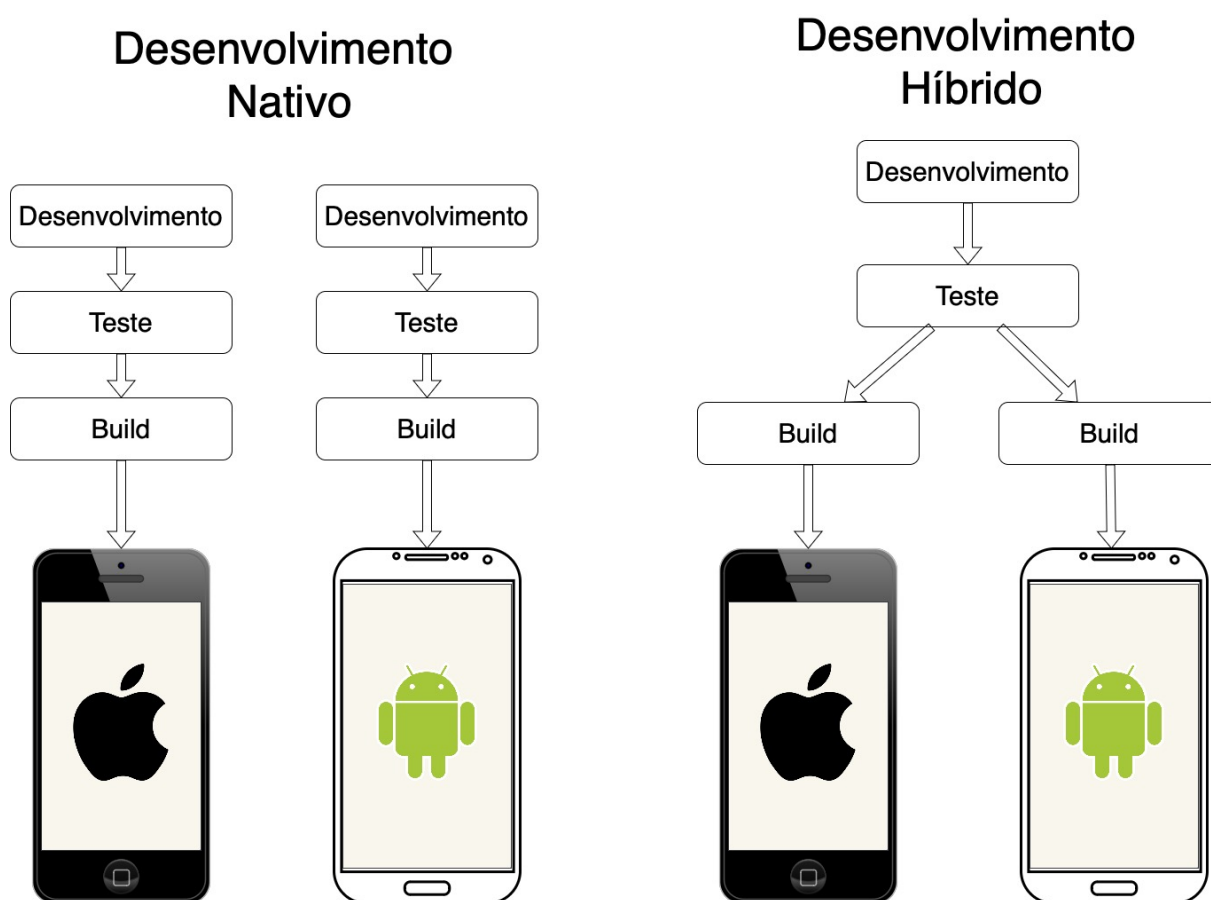 Desenvolvimento
Nativo
Desenvolvimento
Teste
Build
Desenvolvimento
Teste
Build
Desenvolvimento
Híbrido
Desenvolvimento
Teste
Build
Build